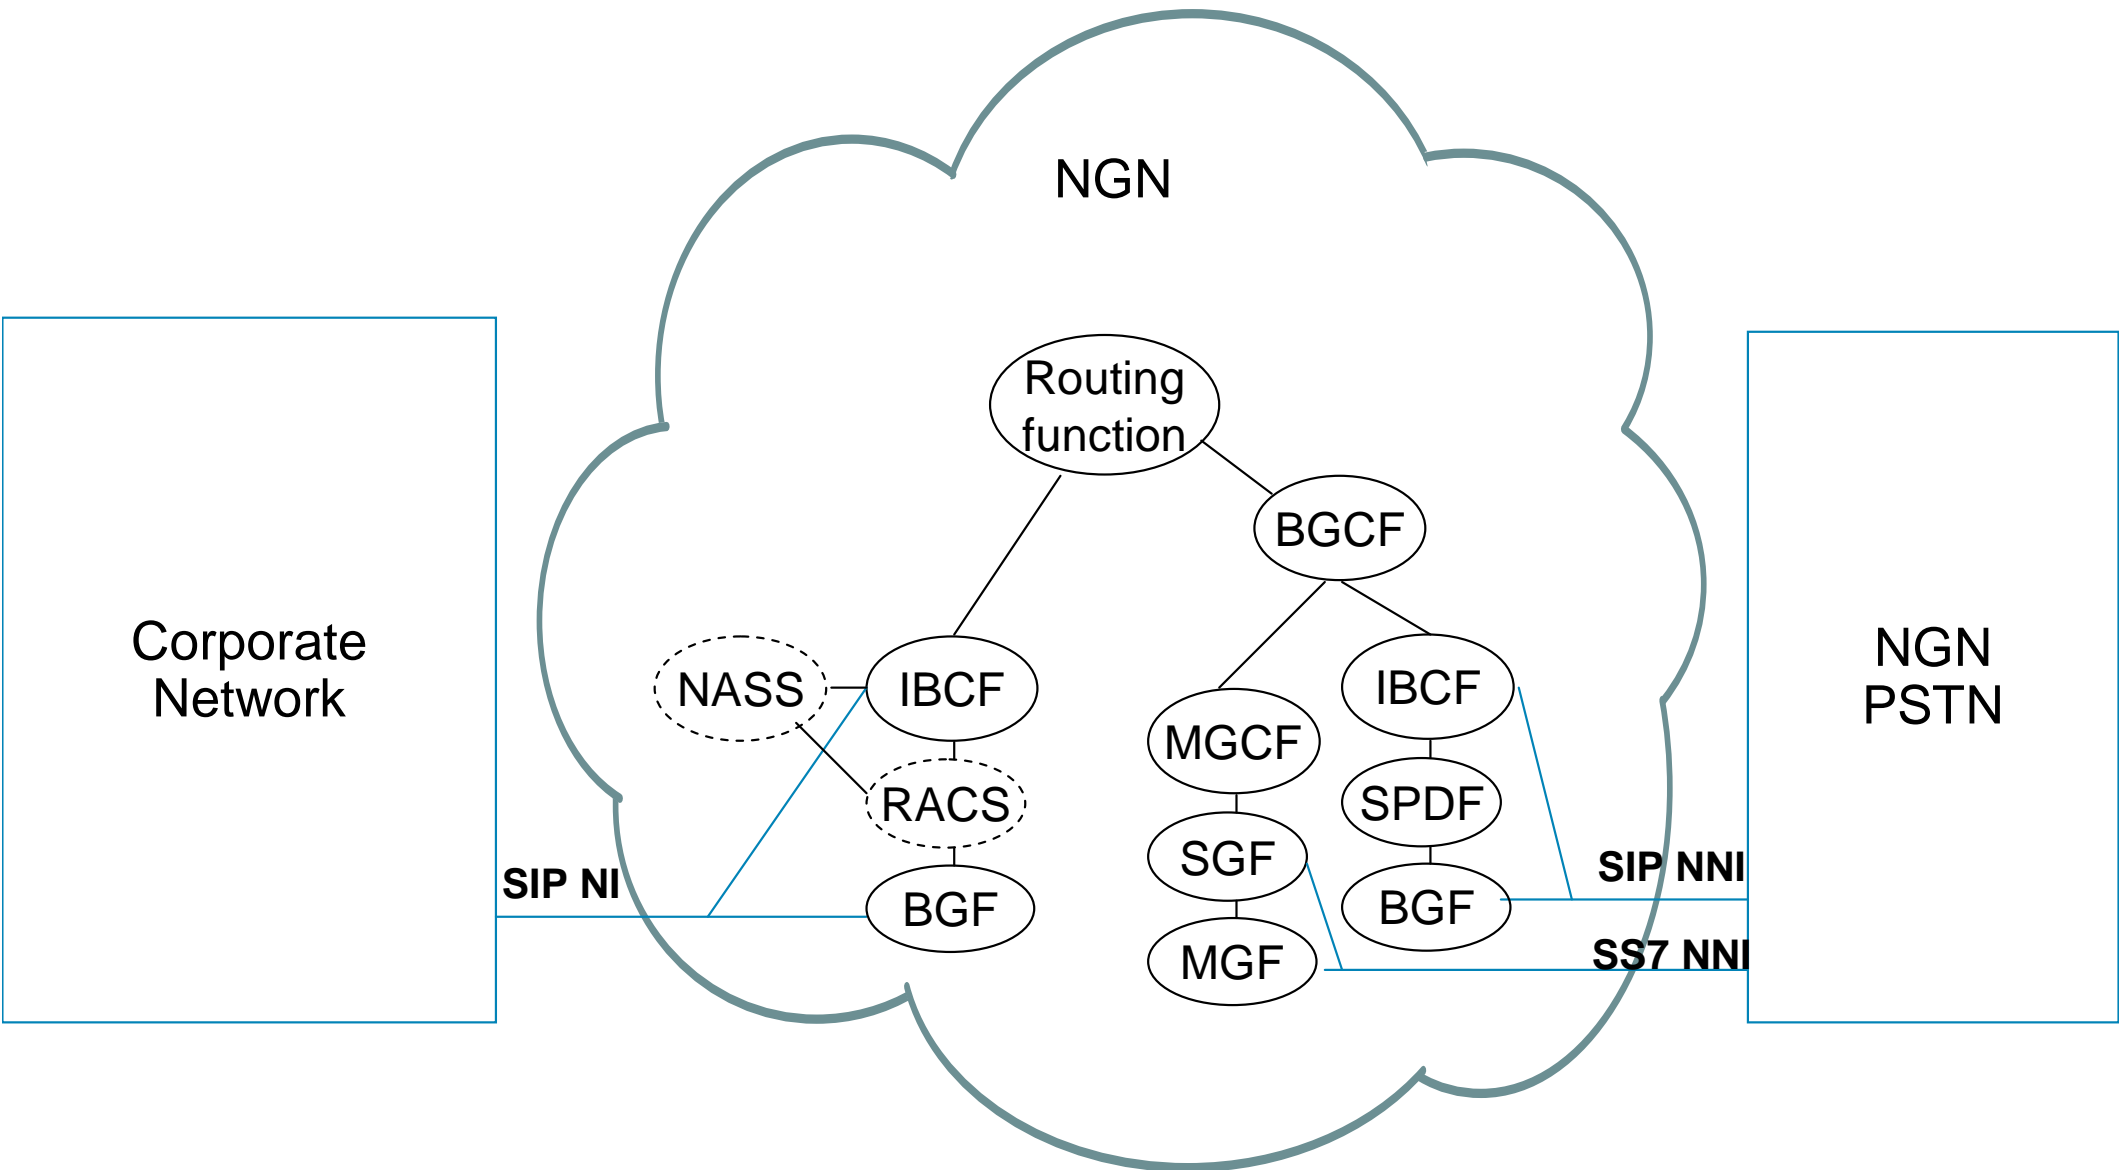 NGN
Routing
function
BGCF
Corporate
Network
NGN
PSTN
NASS
IBCF
IBCF
MGCF
RACS
SPDF
SGF
SIP NI
BGF
BGF
SIP NNI
MGF
SS7 NNI